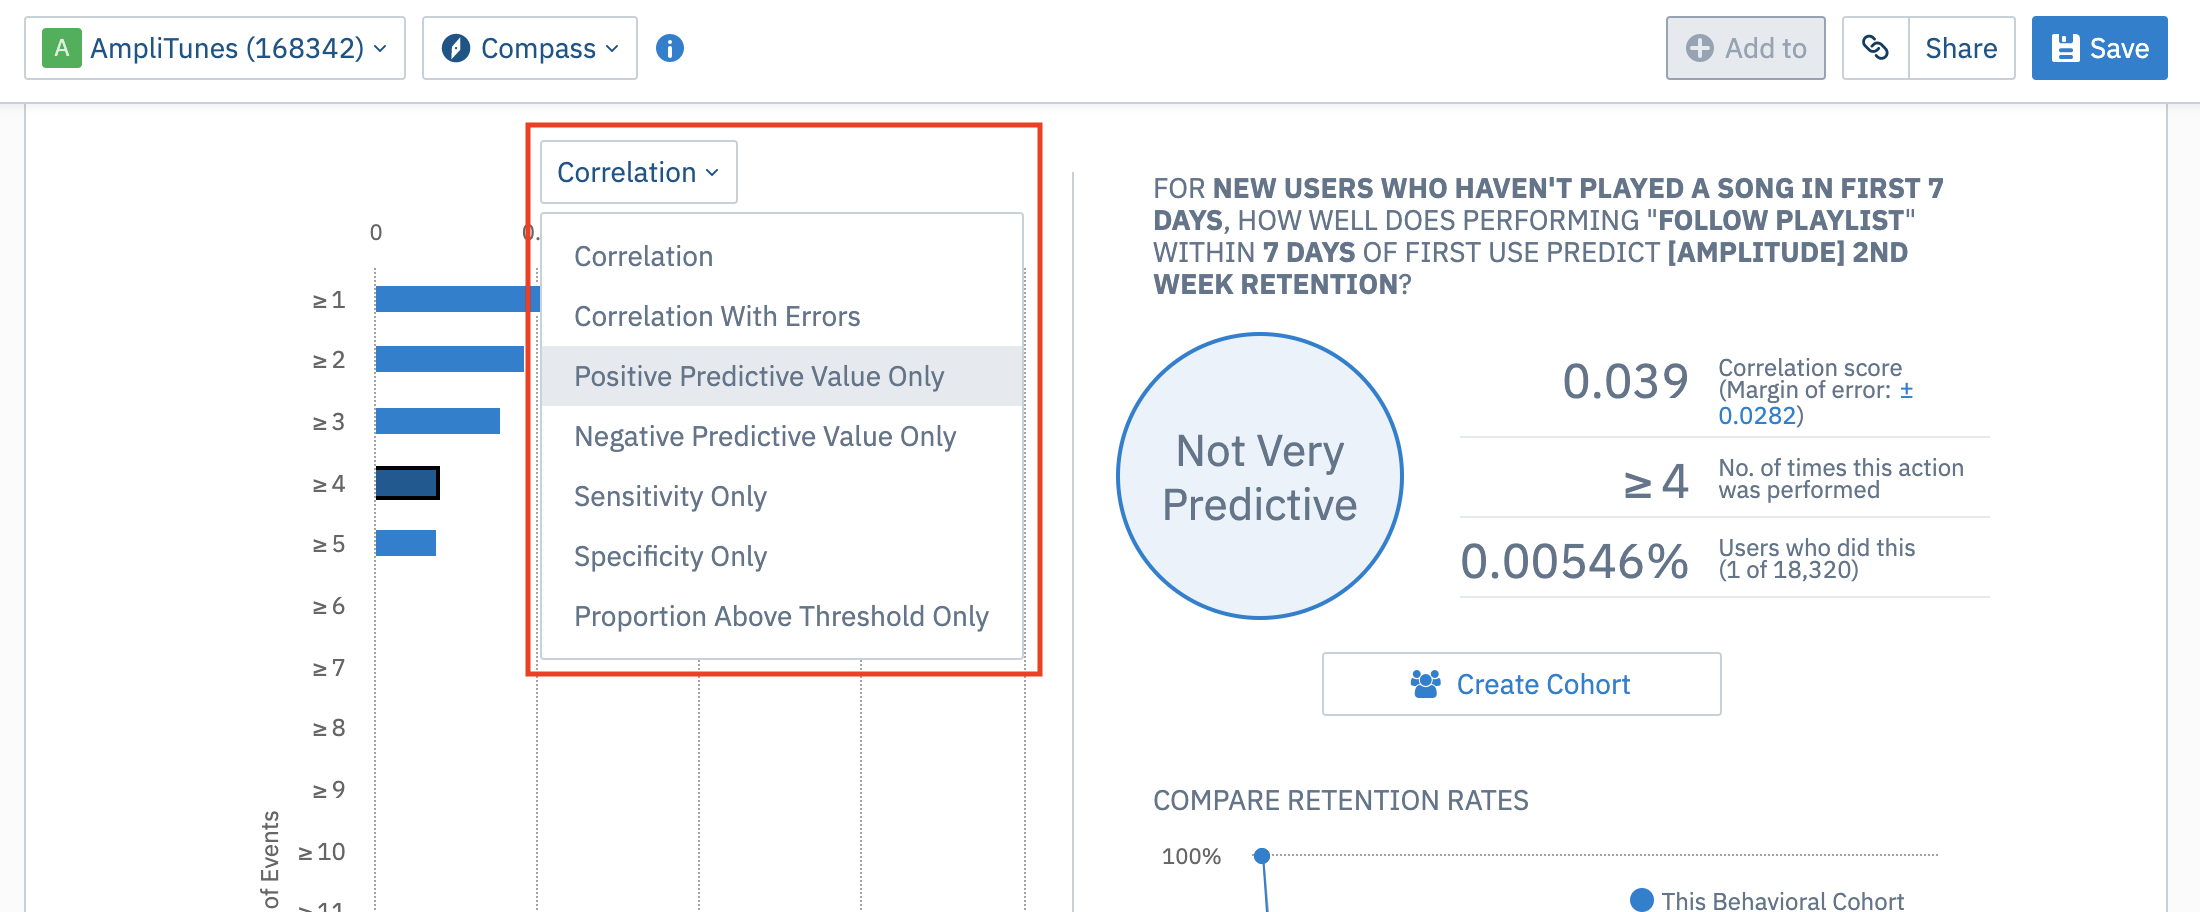 A AmpliTunes (168342)
Compass
Add to
Share
Save
Correlation
0
0.
Correlation
Correlation With Errors
Positive Predictive Value Only
Negative Predictive Value Only
Sensitivity Only
Specificity Only
Proportion Above Threshold Only
≥ 1
≥ 2
≥ 3
≥ 4
≥ 5
≥ 6
≥ 7
≥ 8
≥ 9
≥ 10
≥ 11
of Events
FOR NEW USERS WHO HAVEN'T PLAYED A SONG IN FIRST 7
DAYS, HOW WELL DOES PERFORMING "FOLLOW PLAYLIST"
WITHIN 7 DAYS OF FIRST USE PREDICT [AMPLITUDE] 2ND
WEEK RETENTION?
Not Very
Predictive
0.039
Correlation score
(Margin of error: ±
0.0282)
≥ 4
No. of times this action
was performed
0.00546%
Users who did this
(1 of 18,320)
Create Cohort
COMPARE RETENTION RATES
100%
This Behavioral Cohort